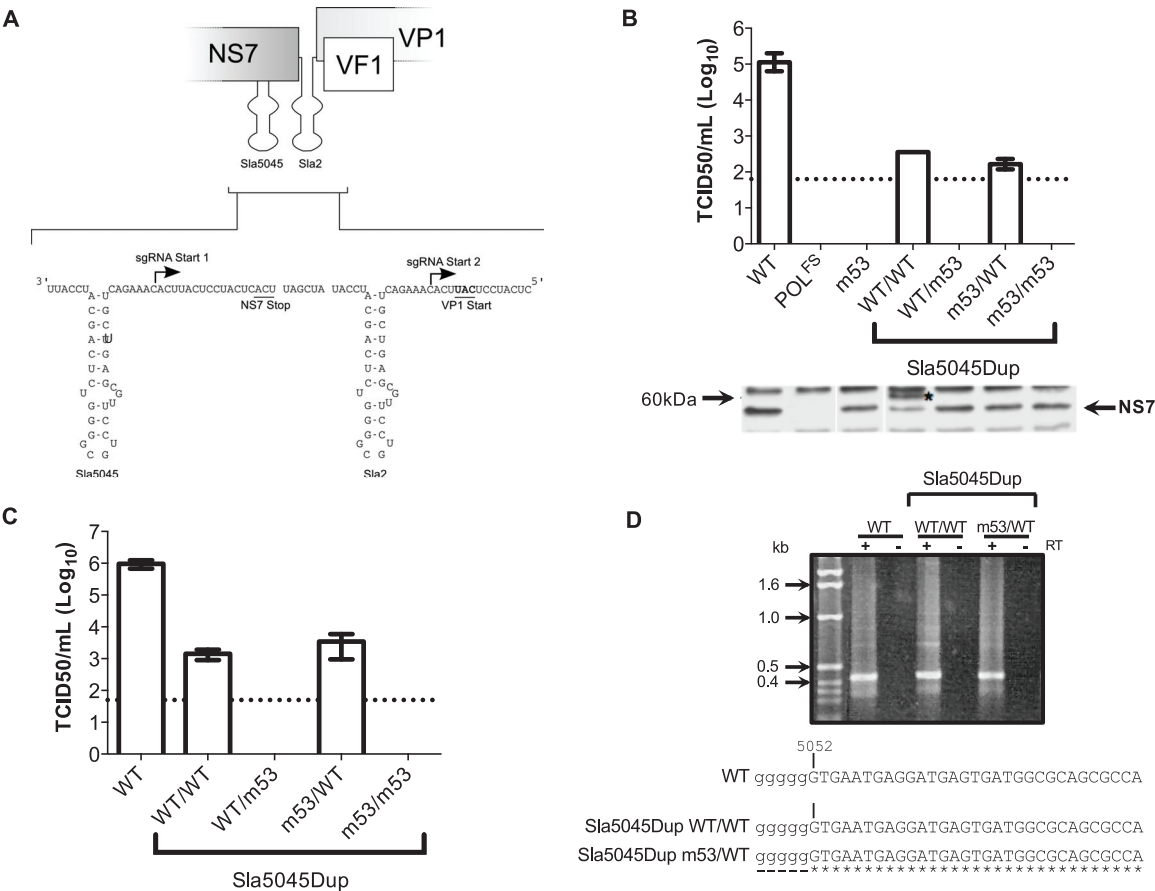 A
NS7
VP1
VF1
Sla5045
Sla2
sgRNA Start 1
sgRNA Start 2
3'
UUACCU
CAGAAACACUUACUCCUACUCACU UUAGCUA UUACCU
CAGAAACACUUACUCCUACUC
5'
NS7 Stop
VP1 Start
Sla5045
Sla2
B
TCID50/mL (Log10)
6
5
4
3
2
1
0
WT
POLFS
m53
WT/WT
WT/m53
m53/WT
m53/m53
Sla5045Dup
60kDa
*
NS7
C
TCID50/mL (Log10)
7
6
5
4
3
2
1
0
WT
WT/WT
WT/m53
m53/WT
m53/m53
Sla5045Dup
D
Sla5045Dup
WT
WT/WT
m53/WT
kb
+ - + - + - RT
1.6
1.0
0.5
0.4
5052
WT gggggGTGAATGAGGATGAGTGATGGCGCAGCGCCA
Sla5045Dup WT/WT gggggGTGAATGAGGATGAGTGATGGCGCAGCGCCA
Sla5045Dup m53/WT gggggGTGAATGAGGATGAGTGATGGCGCAGCGCCA